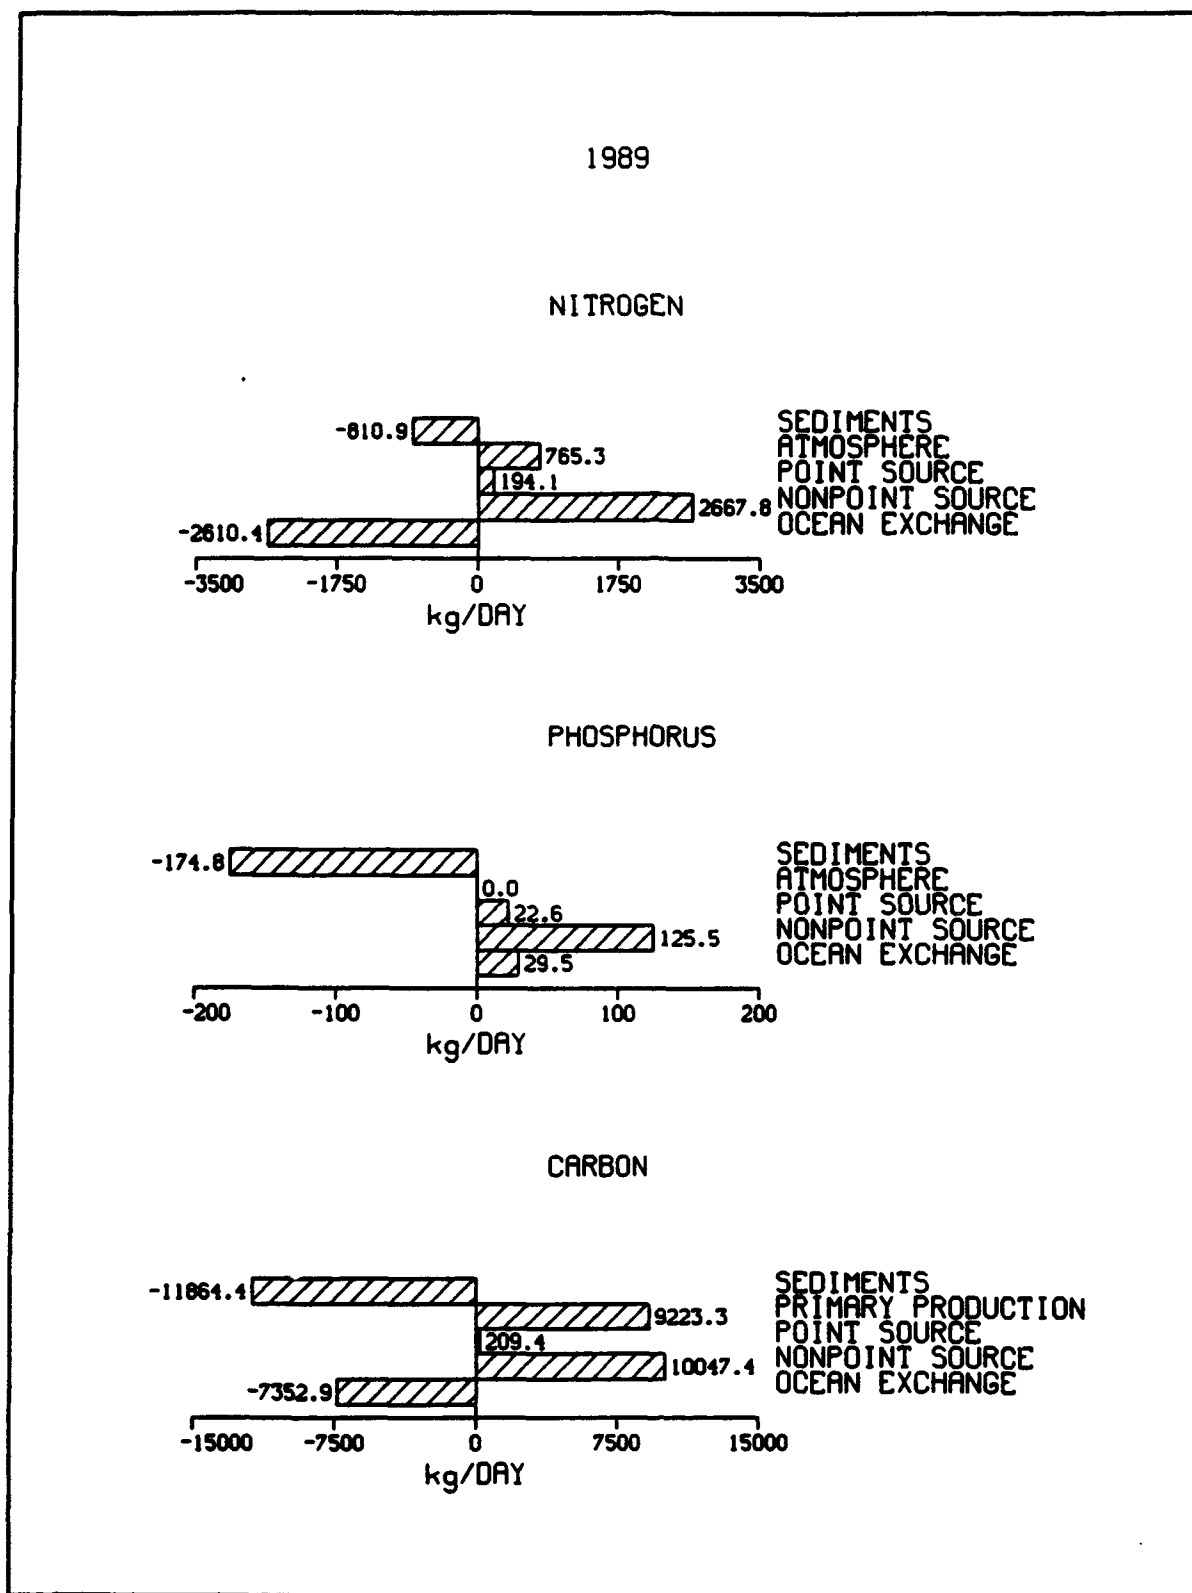 1989
NITROGEN
-810.9 SEDIMENTS
765.3 ATMOSPHERE
194.1 POINT SOURCE
2667.8 NONPOINT SOURCE
-2610.4 OCEAN EXCHANGE
-3500 -1750 0 1750 3500
kg/DAY
PHOSPHORUS
-174.8 SEDIMENTS
0.0 ATMOSPHERE
22.6 POINT SOURCE
125.5 NONPOINT SOURCE
29.5 OCEAN EXCHANGE
-200 -100 0 100 200
kg/DAY
CARBON
-11864.4 SEDIMENTS
9223.3 PRIMARY PRODUCTION
209.4 POINT SOURCE
10047.4 NONPOINT SOURCE
-7352.9 OCEAN EXCHANGE
-15000 -7500 0 7500 15000
kg/DAY